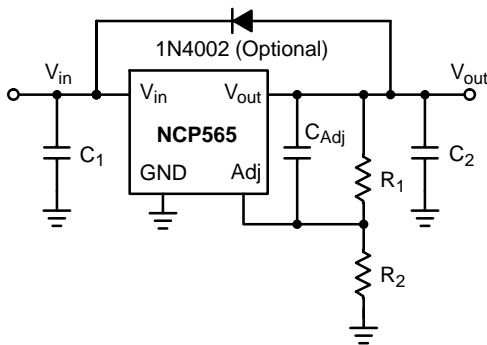 1N4002 (Optional)
Vin
Vout
Vin
Vout
NCP565
CAdj
C1
GND
Adj
R1
C2
R2